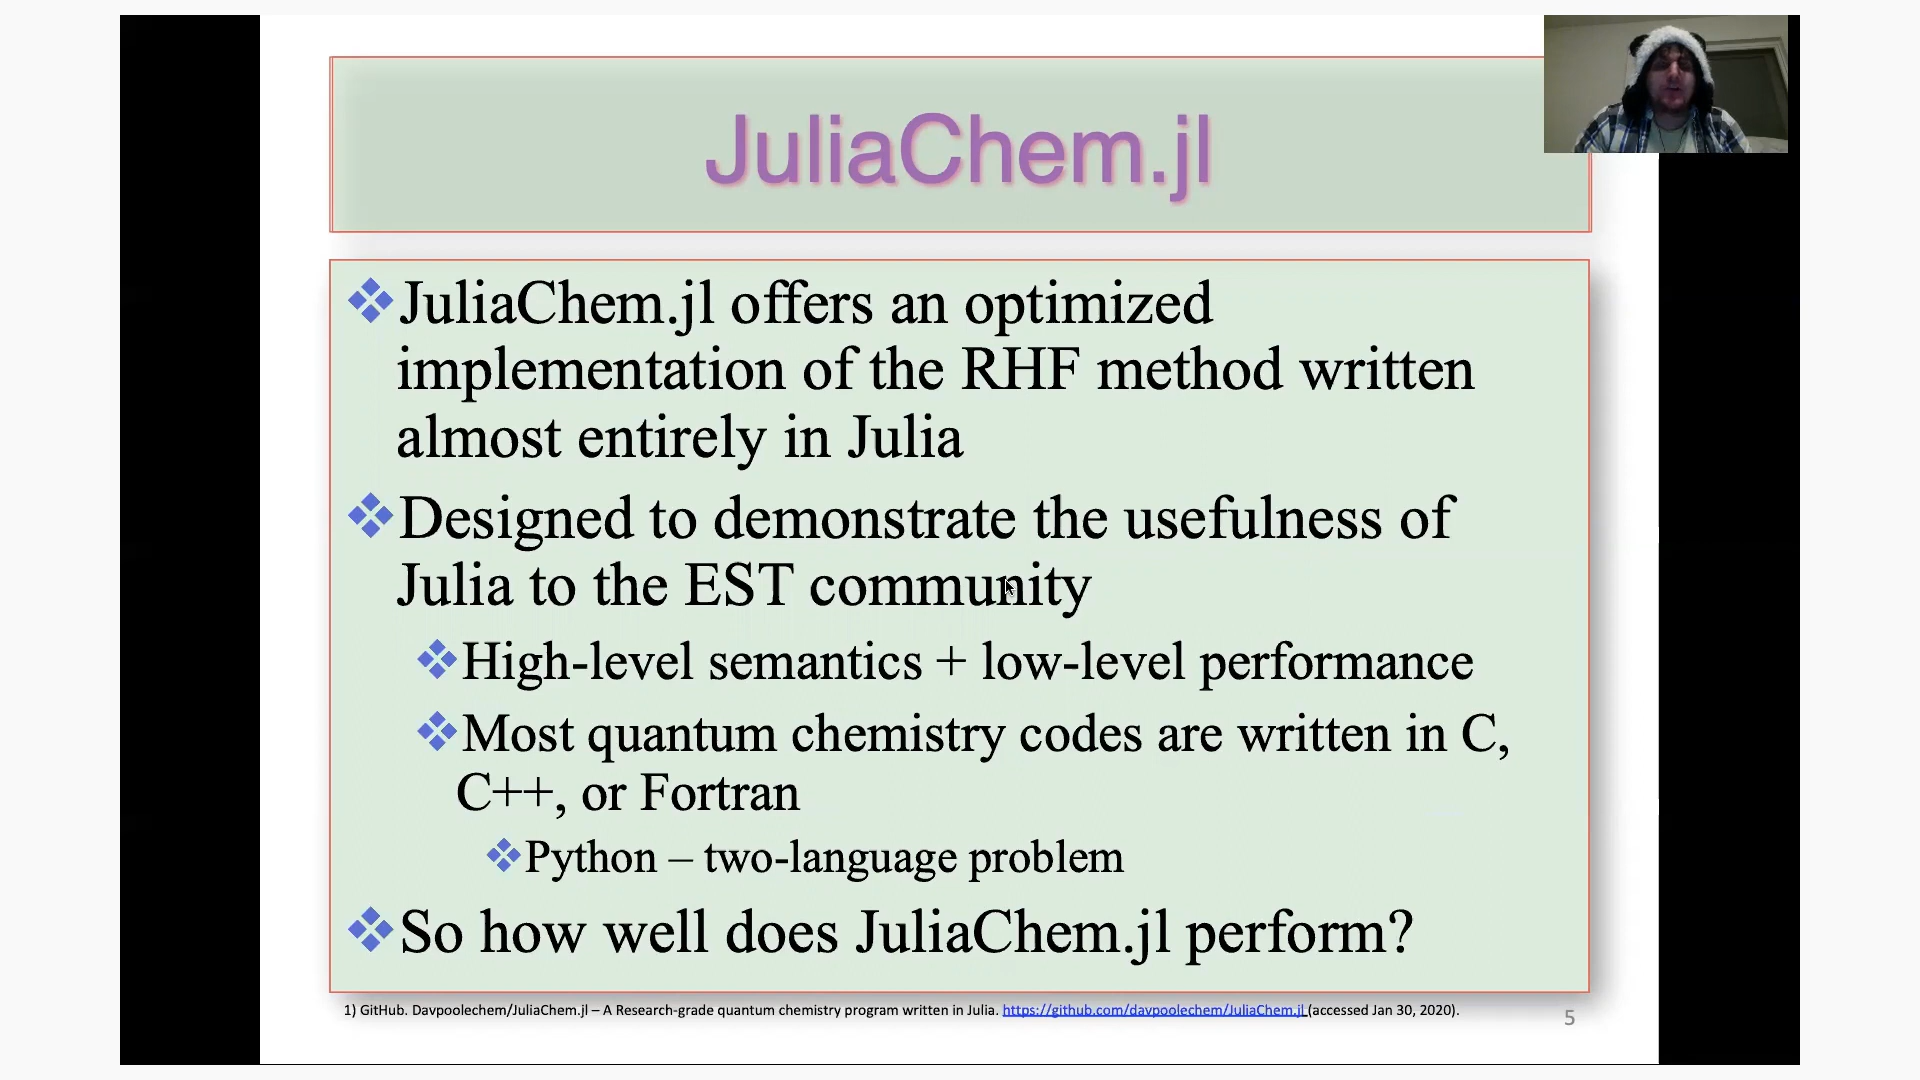 JuliaChem.jl
❖JuliaChem.jl offers an optimized
implementation of the RHF method written
almost entirely in Julia
❖Designed to demonstrate the usefulness of
Julia to the EST community
❖High-level semantics + low-level performance
❖Most quantum chemistry codes are written in C,
C++, or Fortran
❖Python – two-language problem
❖So how well does JuliaChem.jl perform?
1) GitHub. Davpoolechem/JuliaChem.jl – A Research-grade quantum chemistry program written in Julia. https://github.com/davpoolechem/JuliaChem.jl (accessed Jan 30, 2020).
5